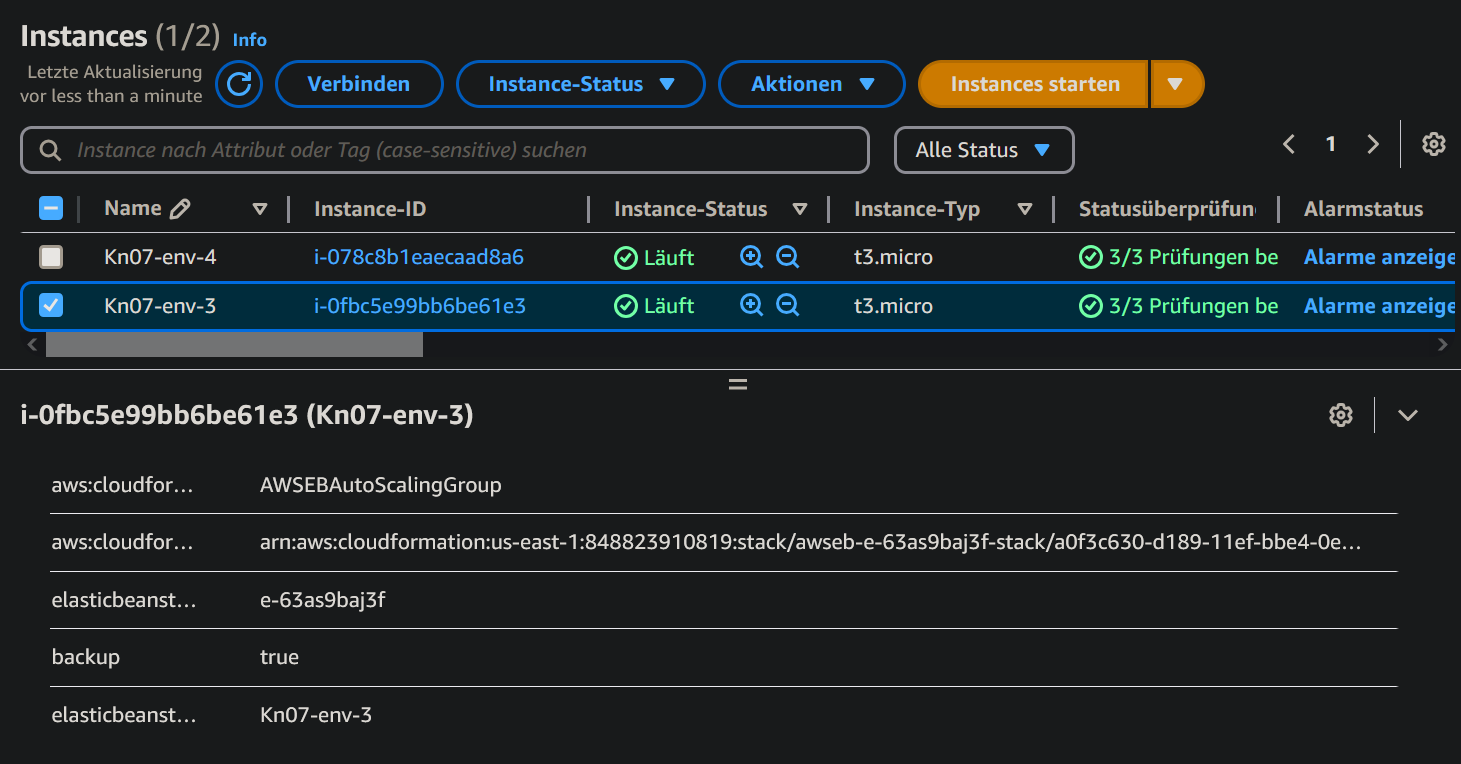 Instances (1/2) Info
Letzte Aktualisierung
vor less than a minute
Verbinden Instance-Status Aktionen Instances starten
Instance nach Attribut oder Tag (case-sensitive) suchen Alle Status 1
Name Instance-ID Instance-Status Instance-Typ Statusüberprüfun Alarmstatus
Kn07-env-4 i-078c8b1eaecaad8a6 Läuft t3.micro 3/3 Prüfungen be Alarme anzeige
Kn07-env-3 i-0fbc5e99bb6be61e3 Läuft t3.micro 3/3 Prüfungen be Alarme anzeige
i-0fbc5e99bb6be61e3 (Kn07-env-3)
aws:cloudfor… AWSEBAutoScalingGroup
aws:cloudfor… arn:aws:cloudformation:us-east-1:848823910819:stack/awseb-e-63as9baj3f-stack/a0f3c630-d189-11ef-bbe4-0e…
elasticbeanst… e-63as9baj3f
backup true
elasticbeanst… Kn07-env-3